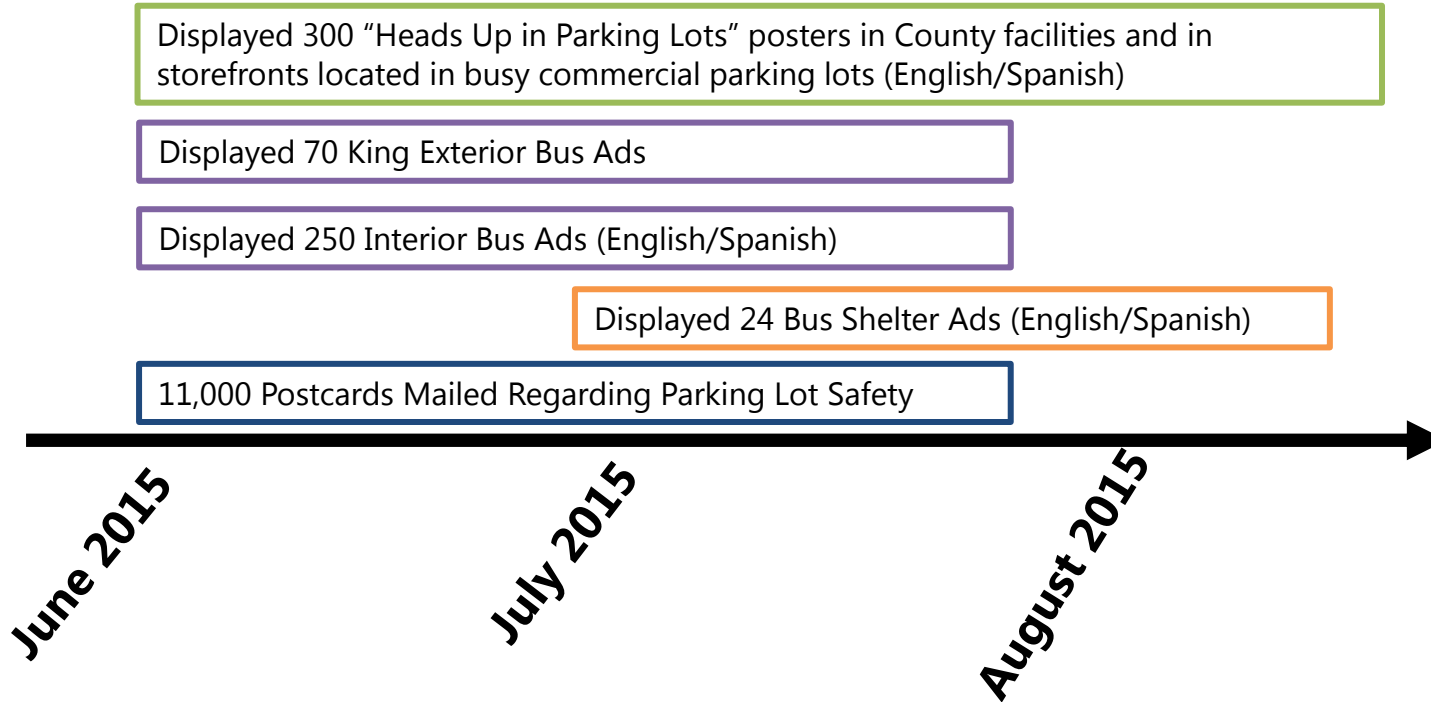 Displayed 300 “Heads Up in Parking Lots” posters in County facilities and in
storefronts located in busy commercial parking lots (English/Spanish)
Displayed 70 King Exterior Bus Ads
Displayed 250 Interior Bus Ads (English/Spanish)
Displayed 24 Bus Shelter Ads (English/Spanish)
11,000 Postcards Mailed Regarding Parking Lot Safety
June 2015
July 2015
August 2015